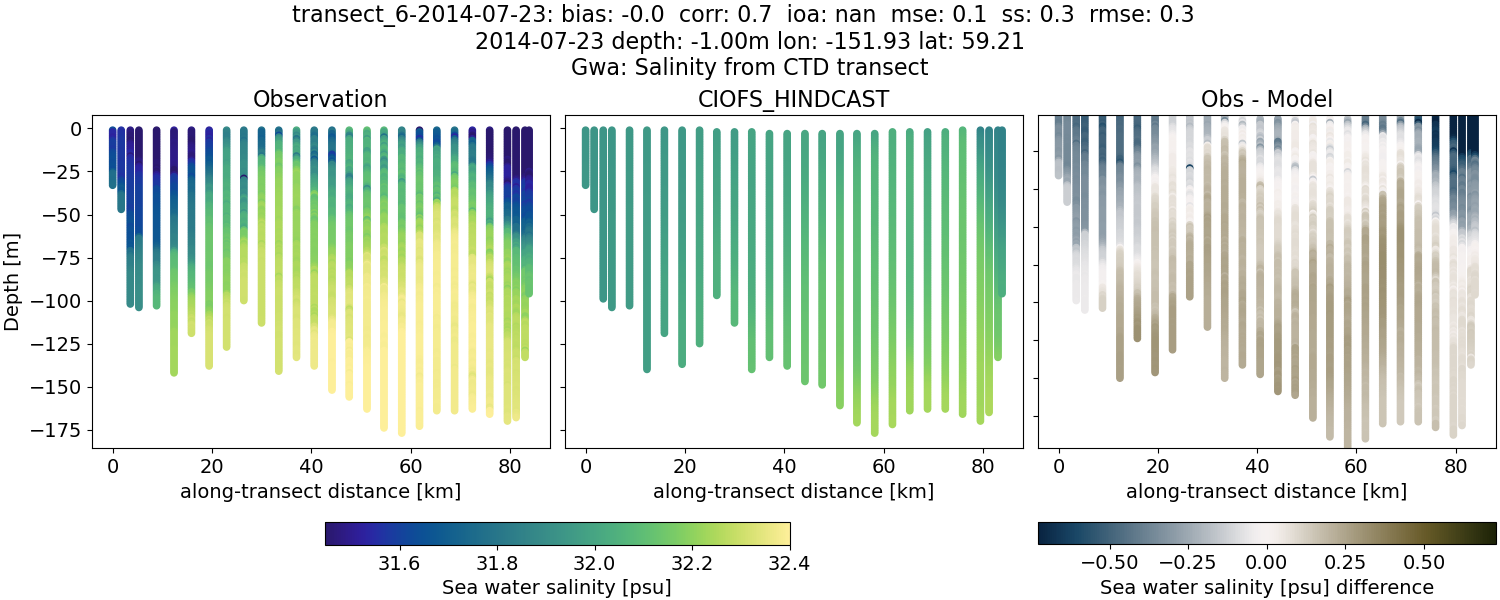 transect_6-2014-07-23: bias: -0.0  corr: 0.7  ioa: nan  mse: 0.1  ss: 0.3  rmse: 0.3
2014-07-23 depth: -1.00m lon: -151.93 lat: 59.21
Gwa: Salinity from CTD transect
Observation
CIOFS_HINDCAST
Obs - Model
Depth [m]
0
−25
−50
−75
−100
−125
−150
−175
0 20 40 60 80
0 20 40 60 80
0 20 40 60 80
along-transect distance [km]
along-transect distance [km]
along-transect distance [km]
31.6 31.8 32.0 32.2 32.4
Sea water salinity [psu]
−0.50 −0.25 0.00 0.25 0.50
Sea water salinity [psu] difference